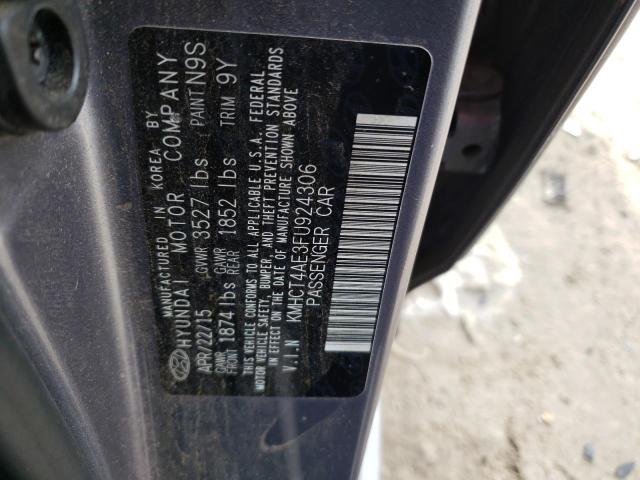 MANUFACTURED IN KOREA BY
HYUNDAI MOTOR COMPANY
APR/22/15 GVWR 3527 lbs PAINT N9S
GAWR FRONT 1874 lbs GAWR REAR 1852 lbs TRIM 9Y
THIS VEHICLE CONFORMS TO ALL APPLICABLE U.S.A. FEDERAL
MOTOR VEHICLE SAFETY, BUMPER, AND THEFT PREVENTION STANDARDS
IN EFFECT ON THE DATE OF MANUFACTURE SHOWN ABOVE
V.I.N KMHCT4AE3FU924306
PASSENGER CAR